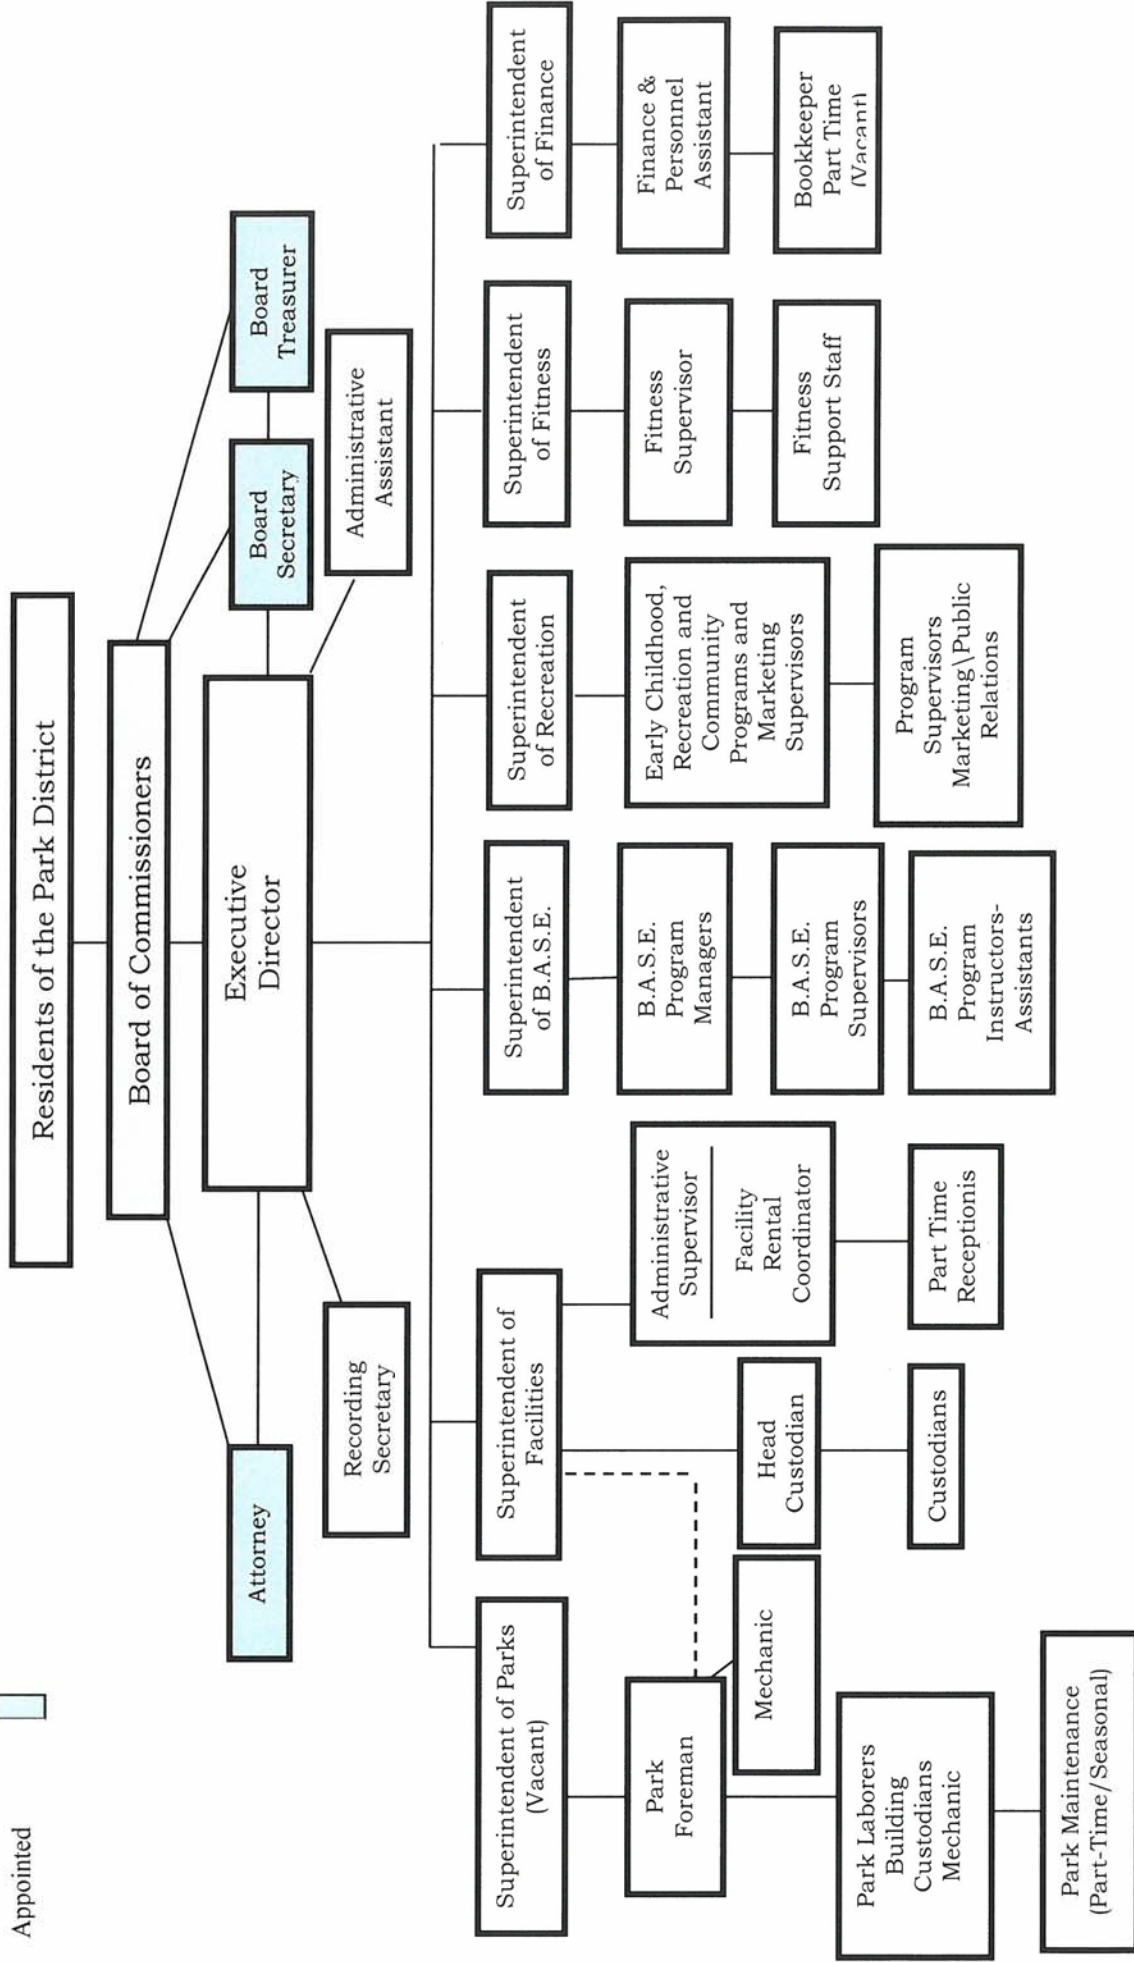 Appointed
Residents of the Park District
Board of Commissioners
Executive
Director
Attorney
Board
Secretary
Board
Treasurer
Recording
Secretary
Administrative
Assistant
Superintendent of Parks
(Vacant)
Superintendent of
Facilities
Superintendent
of B.A.S.E.
Superintendent
of Recreation
Superintendent
of Fitness
Superintendent
of Finance
Park
Foreman
Mechanic
Park Laborers
Building
Custodians
Mechanic
Park Maintenance
(Part-Time/Seasonal)
Head
Custodian
Custodians
Administrative
Supervisor
Facility
Rental
Coordinator
Part Time
Receptionis
B.A.S.E.
Program
Managers
B.A.S.E.
Program
Supervisors
B.A.S.E.
Program
Instructors-
Assistants
Early Childhood,
Recreation and
Community
Programs and
Marketing
Supervisors
Program
Supervisors
Marketing\Public
Relations
Fitness
Supervisor
Fitness
Support Staff
Finance &
Personnel
Assistant
Bookkeeper
Part Time
(Vacant)